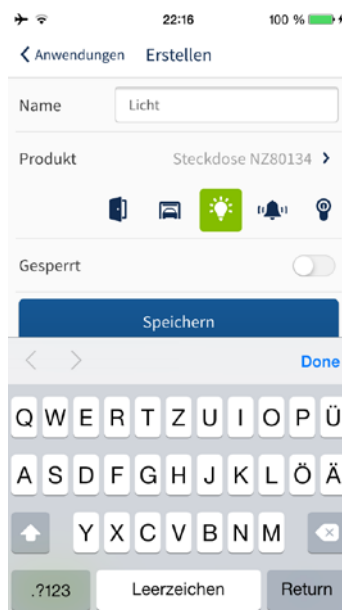 22:16 100 %
Anwendungen Erstellen
Name Licht
Produkt Steckdose NZ80134
Gesperrt
Speichern
Done
Q W E R T Z U I O P Ü
A S D F G H J K L Ö Ä
Y X C V B N M
.?123 Leerzeichen Return